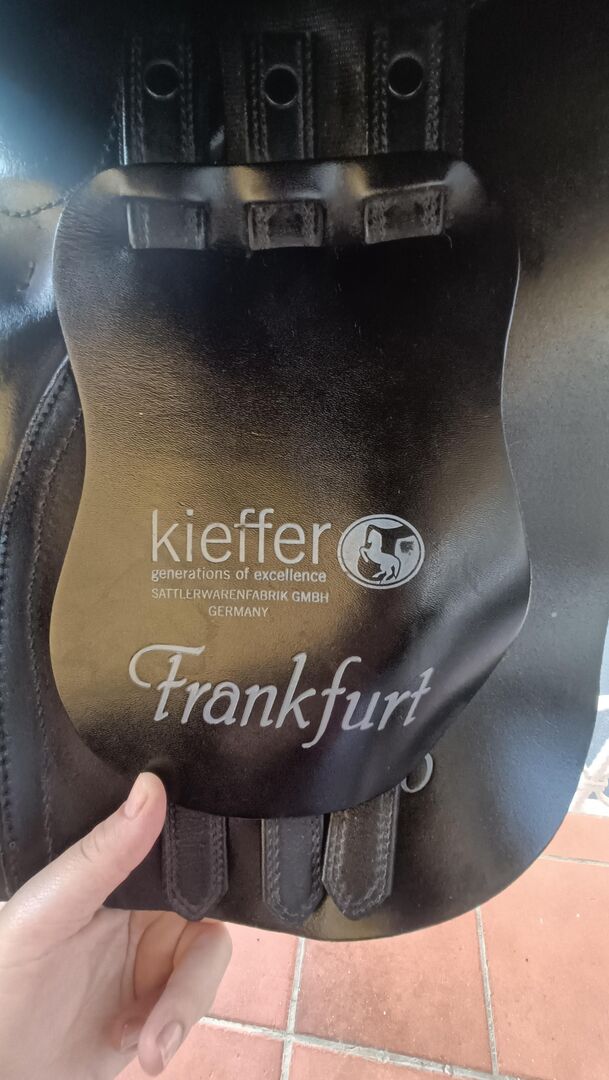 kieffer
generations of excellence
SATTLERWARENFABRIK GMBH
GERMANY
Frankfurt